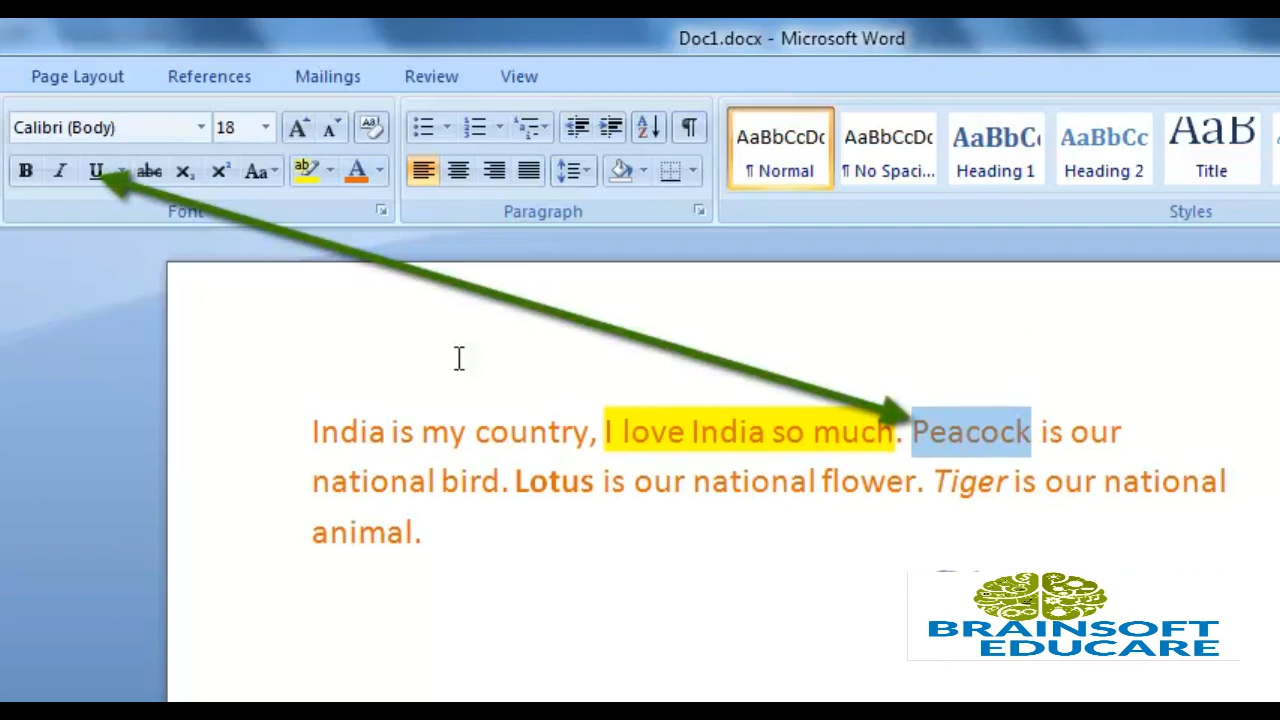 Doc1.docx - Microsoft Word
Page Layout References Mailings Review View
Calibri (Body) 18 A A Aa
B I U abc x₂ x² Aa ab A
AaBbCcDc AaBbCcDc AaBbC AaBbCc AaB
¶ Normal ¶ No Spaci... Heading 1 Heading 2 Title
Font Paragraph Styles
India is my country, I love India so much. Peacock is our
national bird. Lotus is our national flower. Tiger is our national
animal.
BRAINSOFT
EDUCARE